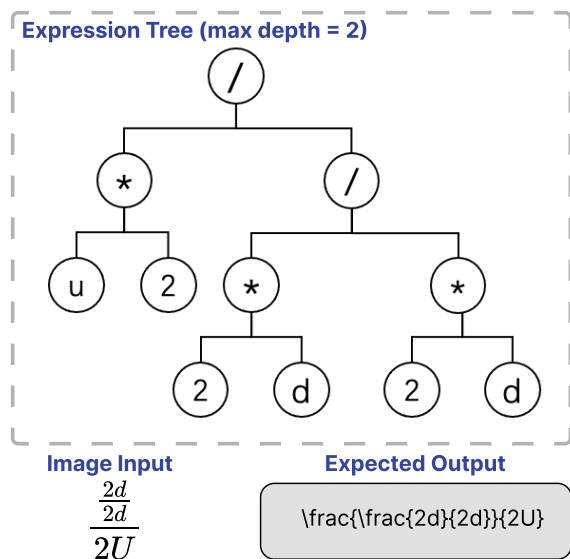 Expression Tree (max depth = 2)
/
* /
u 2 * *
2 d 2 d
Image Input Expected Output
\frac{\frac{2d}{2d}}{2U}
2d
2d
2U